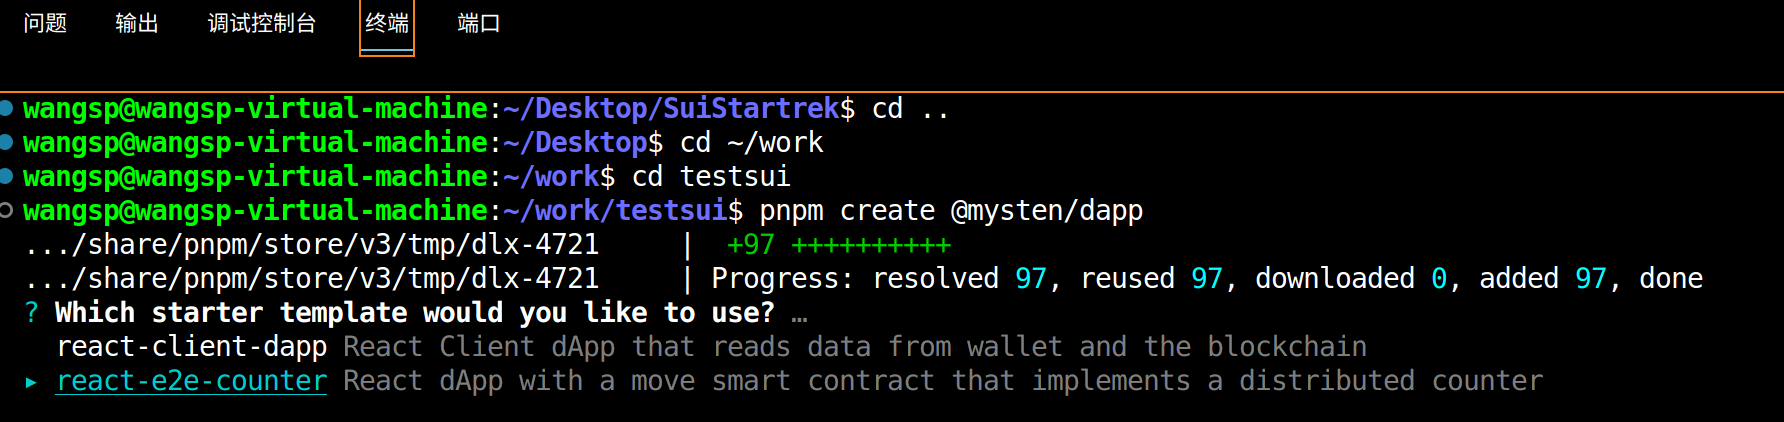 问题 输出 调试控制台 终端 端口
wangsp@wangsp-virtual-machine:~/Desktop/SuiStartrek$ cd ..
wangsp@wangsp-virtual-machine:~/Desktop$ cd ~/work
wangsp@wangsp-virtual-machine:~/work$ cd testsui
wangsp@wangsp-virtual-machine:~/work/testsui$ pnpm create @mysten/dapp
.../share/pnpm/store/v3/tmp/dlx-4721     |  +97 ++++++++++
.../share/pnpm/store/v3/tmp/dlx-4721     | Progress: resolved 97, reused 97, downloaded 0, added 97, done
? Which starter template would you like to use? …
  react-client-dapp React Client dApp that reads data from wallet and the blockchain
▸ react-e2e-counter React dApp with a move smart contract that implements a distributed counter